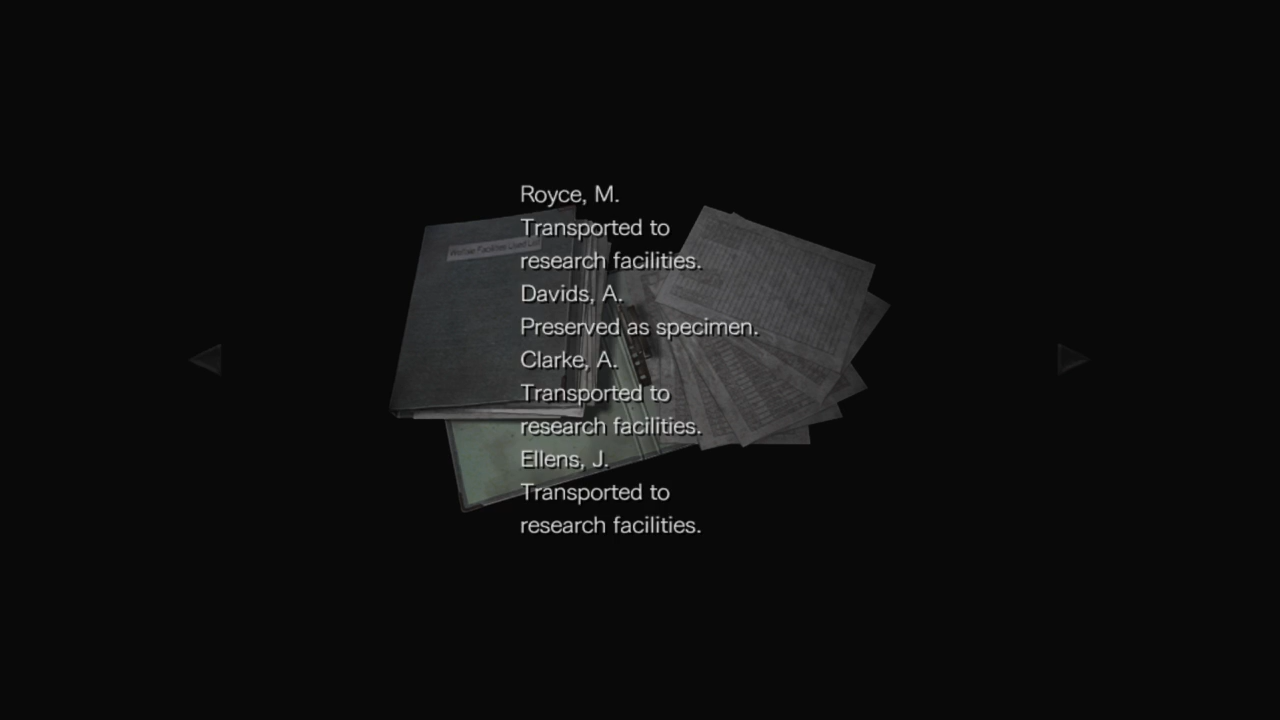 Royce, M.
Transported to
research facilities.
Davids, A.
Preserved as specimen.
Clarke, A.
Transported to
research facilities.
Ellens, J.
Transported to
research facilities.